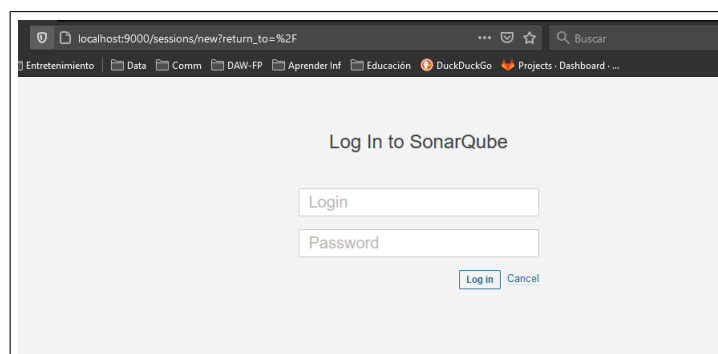 localhost:9000/sessions/new?return_to=%2F ••• Buscar
Entretenimiento Data Comm DAW-FP Aprender Inf Educación DuckDuckGo Projects · Dashboard · ...
Log In to SonarQube
Login
Password
Log in Cancel